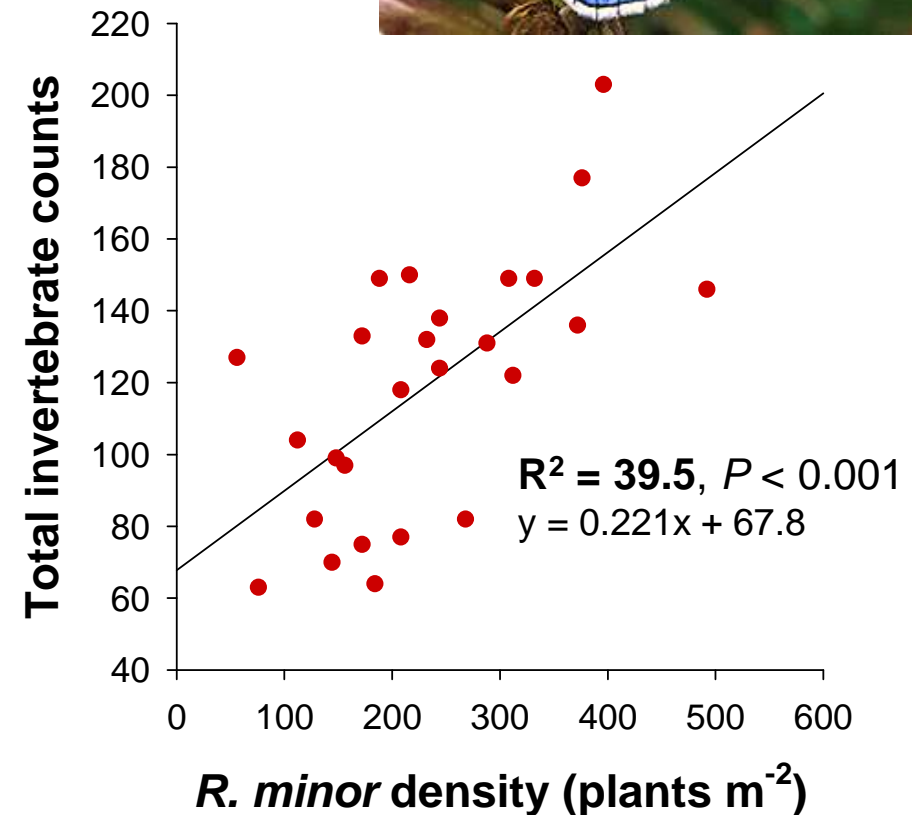 220
200
180
160
140
120
100
80
60
40
Total invertebrate counts
R² = 39.5, P < 0.001
y = 0.221x + 67.8
0 100 200 300 400 500 600
R. minor density (plants m⁻²)